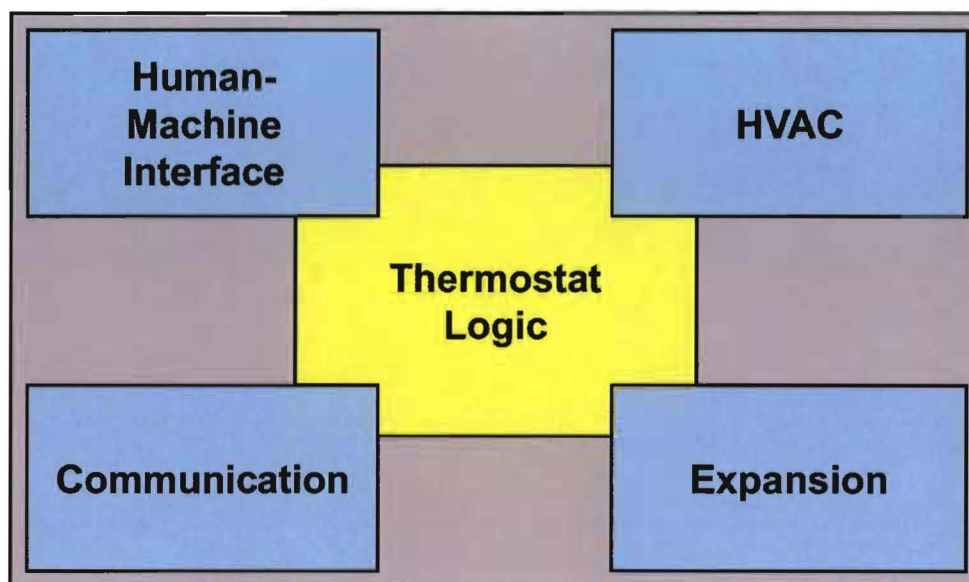 Human-
Machine
Interface
HVAC
Thermostat
Logic
Communication
Expansion